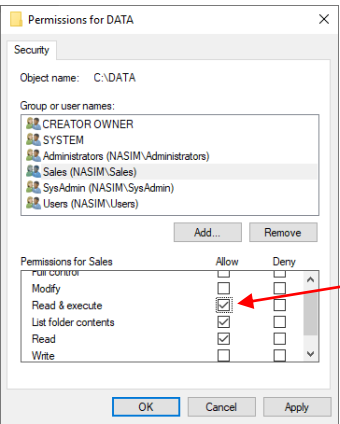 Permissions for DATA
Security
Object name: C:\DATA
Group or user names:
CREATOR OWNER
SYSTEM
Administrators (NASIM\Administrators)
Sales (NASIM\Sales)
SysAdmin (NASIM\SysAdmin)
Users (NASIM\Users)
Add... Remove
Permissions for Sales Allow Deny
Full control
Modify
Read & execute
List folder contents
Read
Write
OK Cancel Apply